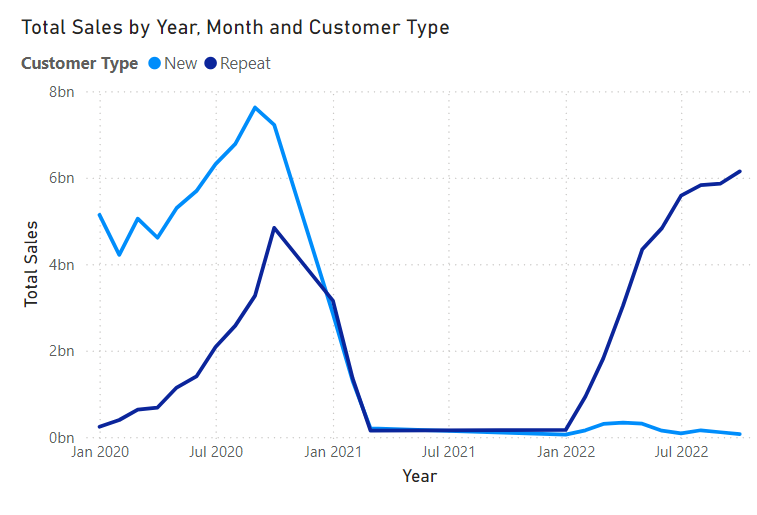 Total Sales by Year, Month and Customer Type
Customer Type New Repeat
8bn
6bn
4bn
2bn
0bn
Total Sales
Jan 2020 Jul 2020 Jan 2021 Jul 2021 Jan 2022 Jul 2022
Year